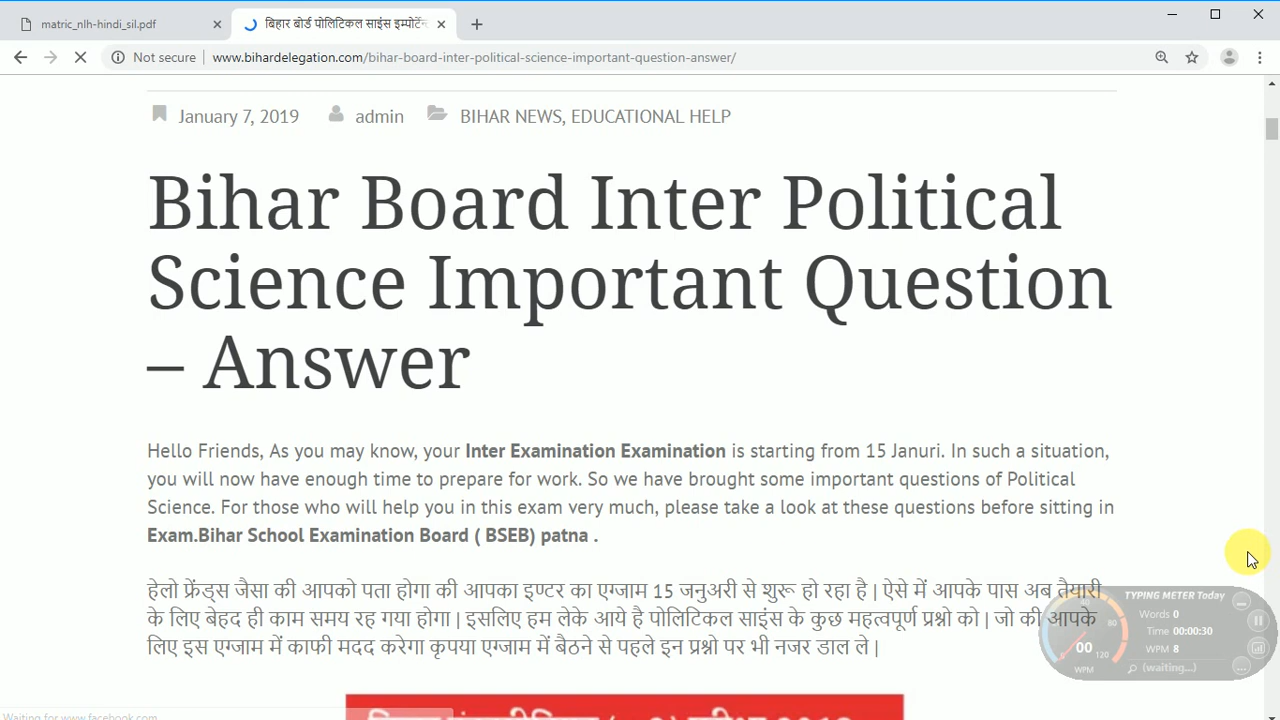 matric_nlh-hindi_sil.pdf
बिहार बोर्ड पोलिटिकल साइंस इम्पोर्टेन
Not secure | www.bihardelegation.com/bihar-board-inter-political-science-important-question-answer/
January 7, 2019 admin BIHAR NEWS, EDUCATIONAL HELP
Bihar Board Inter Political
Science Important Question
– Answer
Hello Friends, As you may know, your Inter Examination Examination is starting from 15 Januri. In such a situation,
you will now have enough time to prepare for work. So we have brought some important questions of Political
Science. For those who will help you in this exam very much, please take a look at these questions before sitting in
Exam.Bihar School Examination Board ( BSEB) patna .
हेलो फ्रेंड्स जैसा की आपको पता होगा की आपका इण्टर का एग्जाम 15 जनुअरी से शुरू हो रहा है | ऐसे में आपके पास अब तैयारी
के लिए बेहद ही काम समय रह गया होगा | इसलिए हम लेके आये है पोलिटिकल साइंस के कुछ महत्वपूर्ण प्रश्नो को | जो की आपके
लिए इस एग्जाम में काफी मदद करेगा कृपया एग्जाम में बैठने से पहले इन प्रश्नो पर भी नजर डाल ले |
TYPING METER Today
Words 0
Time 00:00:30
WPM 8
(waiting...)
40
80
120
00
WPM
Waiting for www.facebook.com